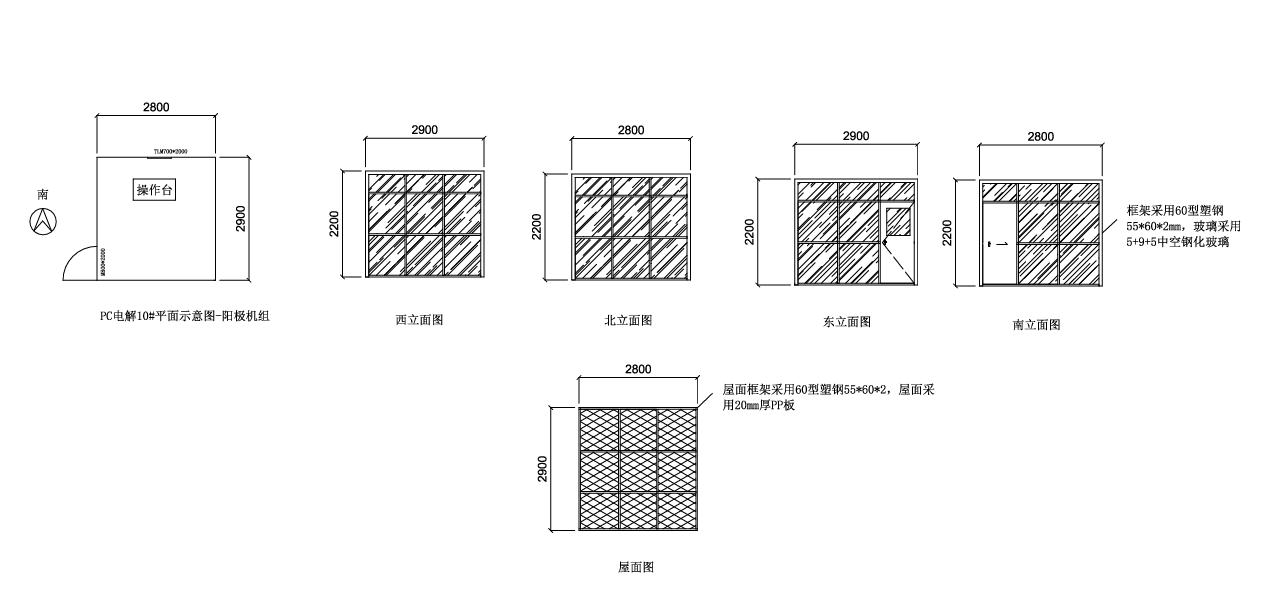 2800
TLM700*2000
操作台
南
2900
M800*2000
PC电解10#平面示意图-阳极机组
2900
2200
西立面图
2800
2200
北立面图
2900
2200
东立面图
2800
2200
南立面图
框架采用60型塑钢
55*60*2mm，玻璃采用
5+9+5中空钢化玻璃
2800
2900
屋面框架采用60型塑钢55*60*2，屋面采
用20mm厚PP板
屋面图